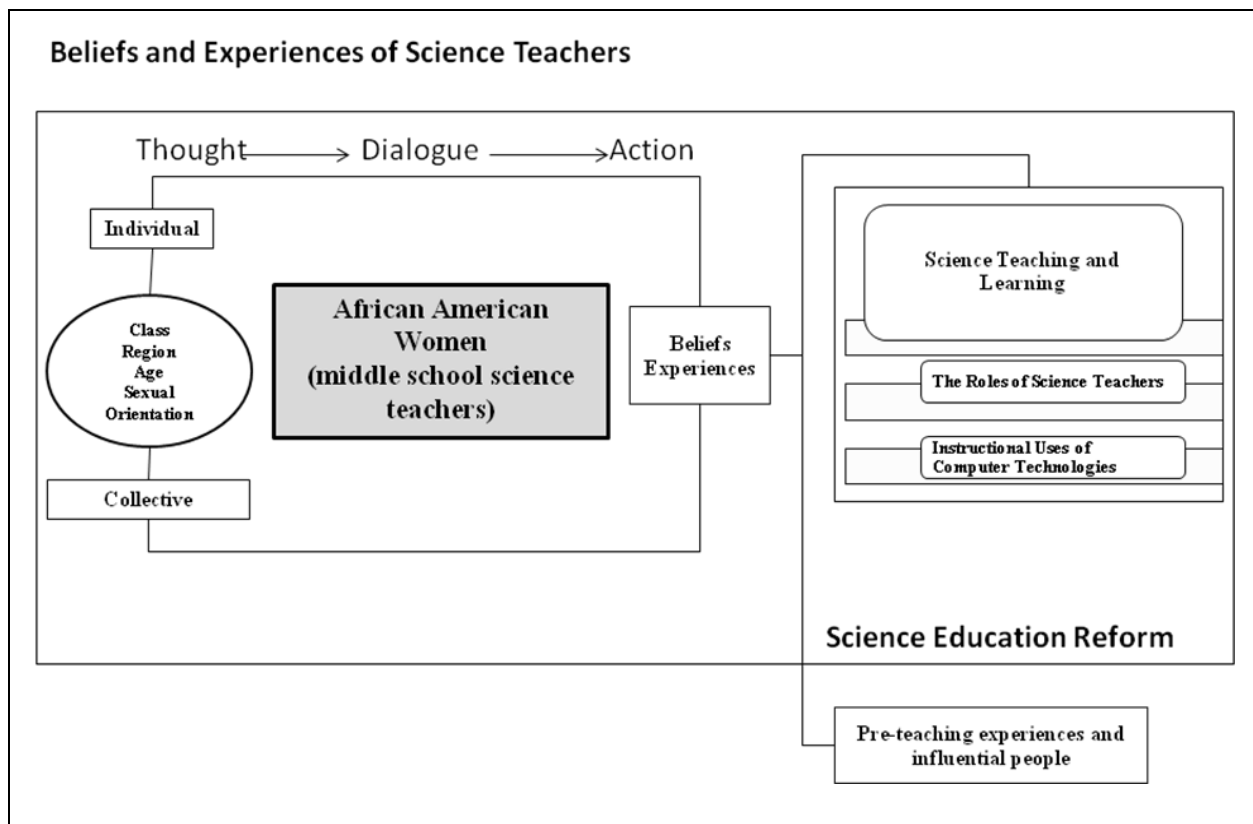 Beliefs and Experiences of Science Teachers
Thought Dialogue Action
Individual
Class
Region
Age
Sexual
Orientation
Collective
African American
Women
(middle school science
teachers)
Beliefs
Experiences
Science Teaching and
Learning
The Roles of Science Teachers
Instructional Uses of
Computer Technologies
Science Education Reform
Pre-teaching experiences and
influential people